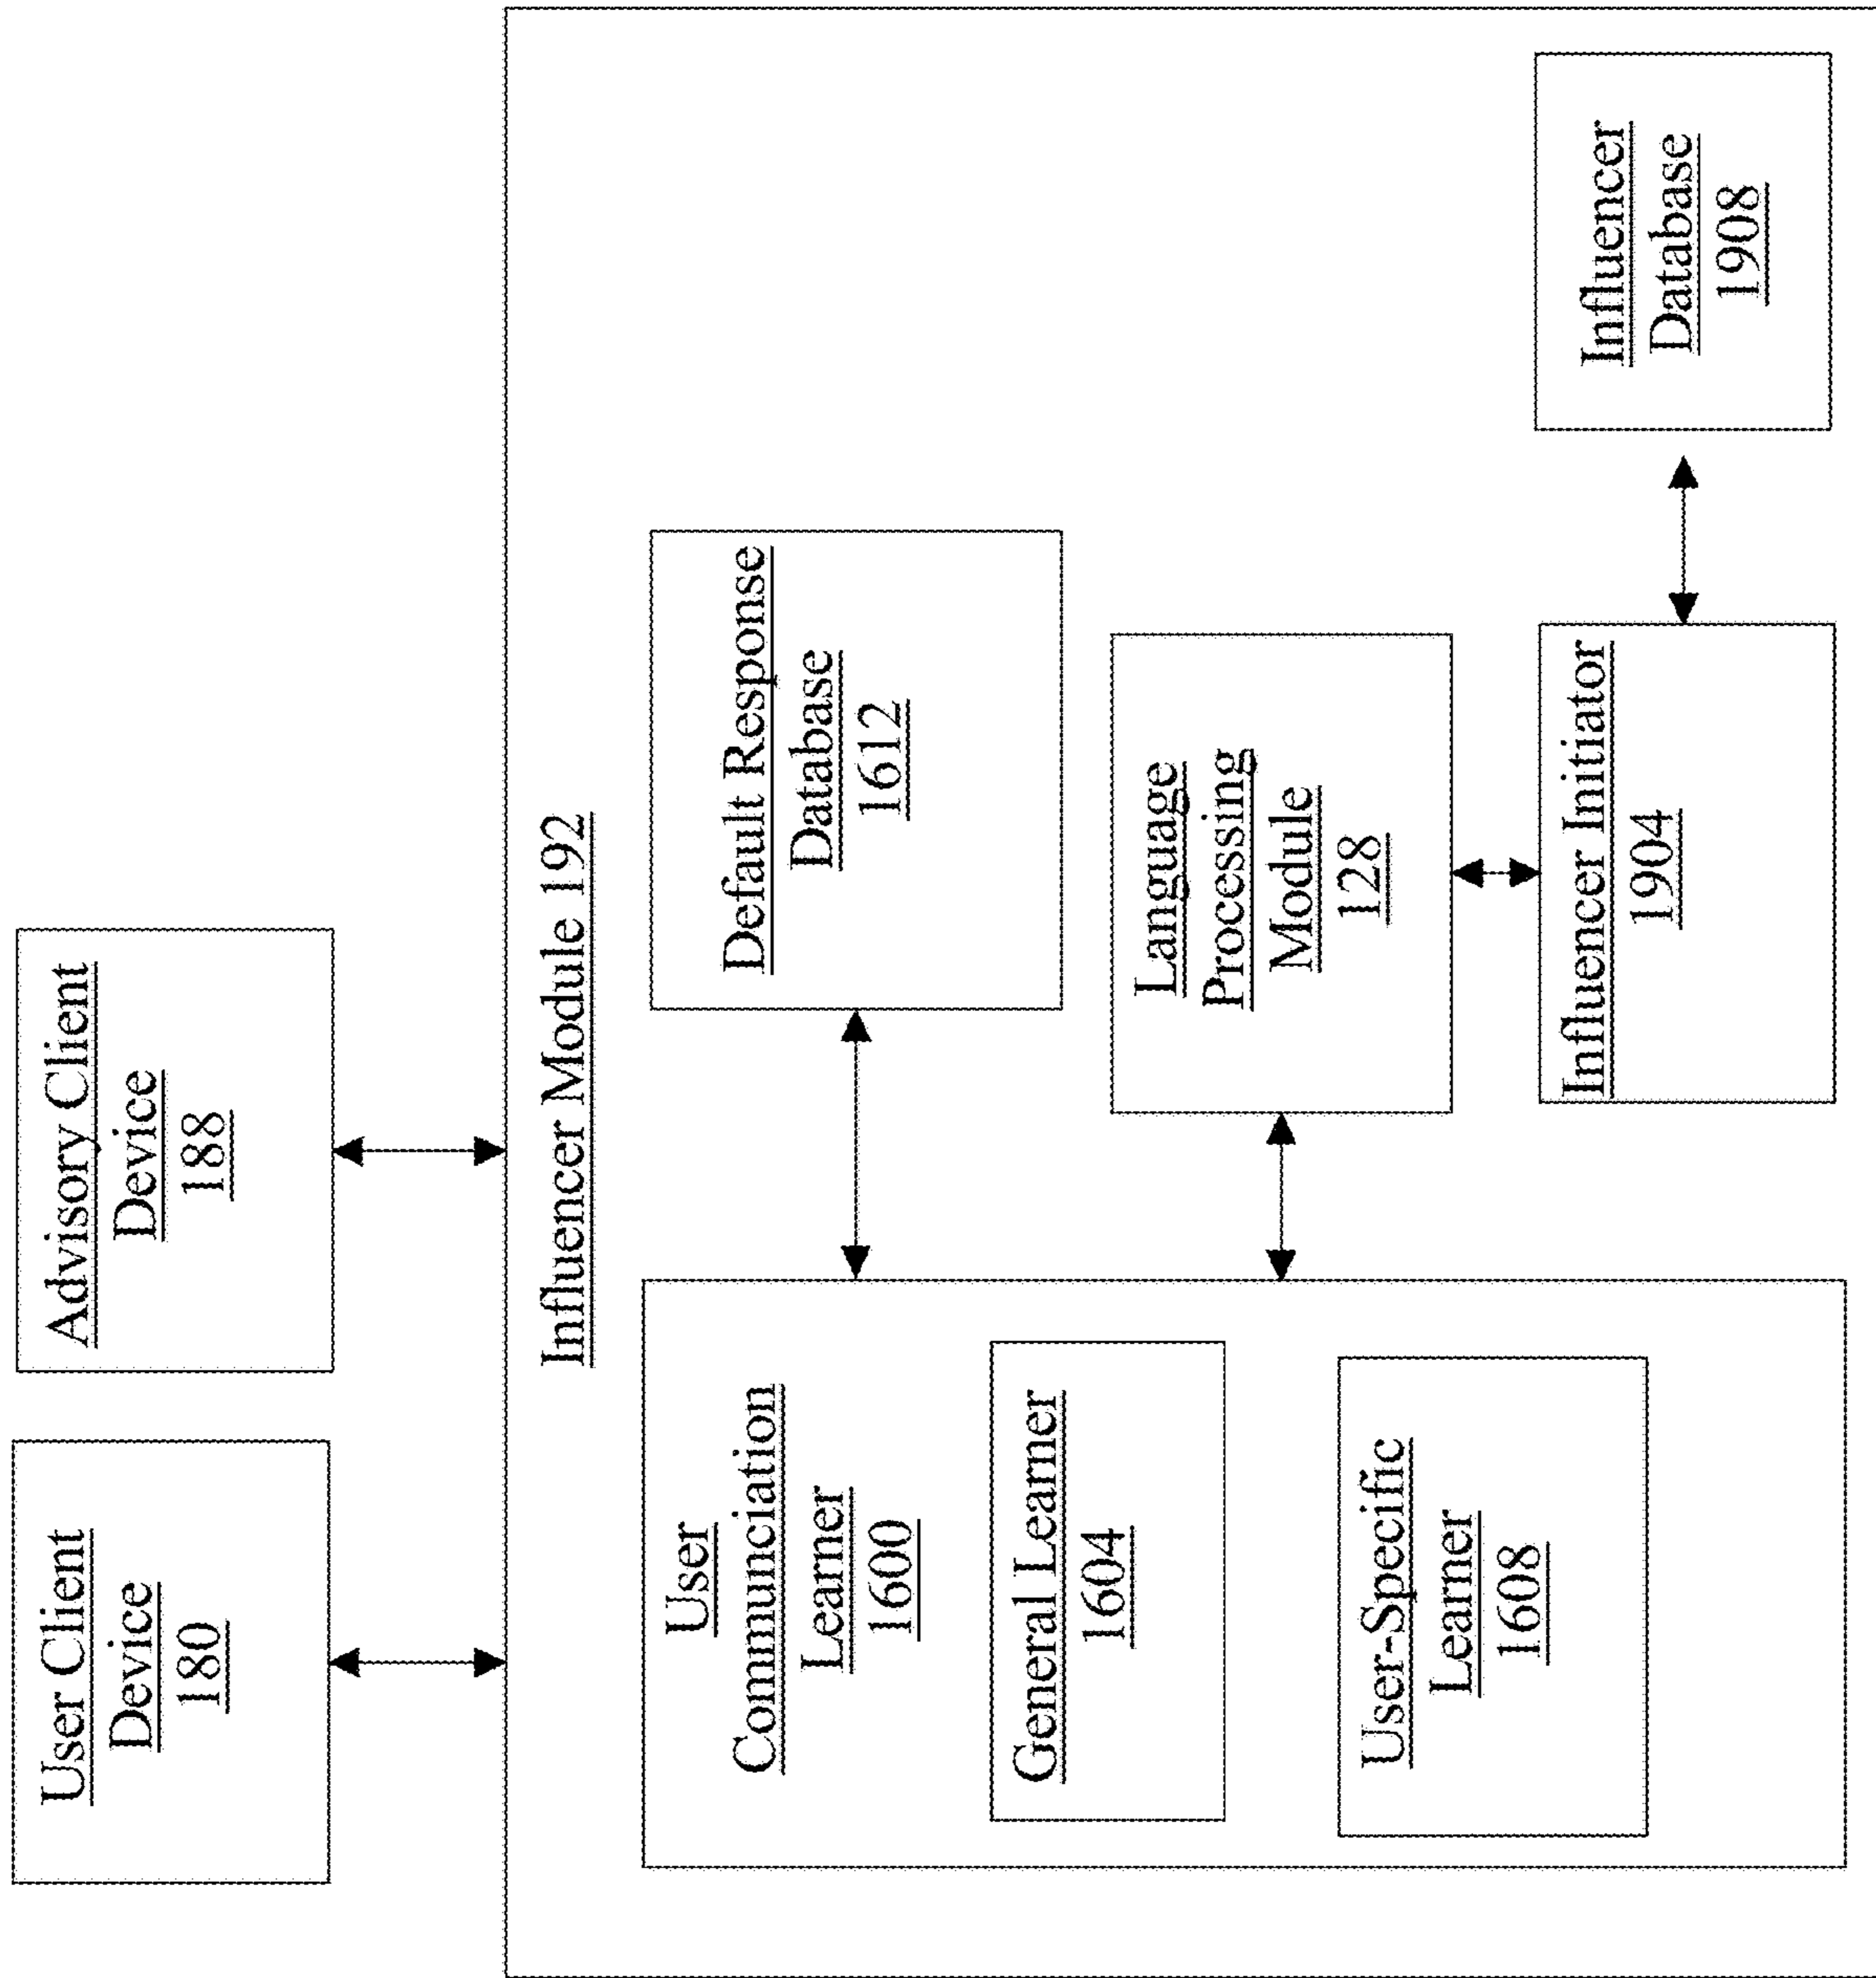 User Client
Device
180
Advisory Client
Device
188
Influencer Module 192
User
Communciation
Learner
1600
General Learner
1604
User-Specific
Learner
1608
Default Response
Database
1612
Language
Processing
Module
128
Influencer Initiator
1904
Influencer
Database
1908